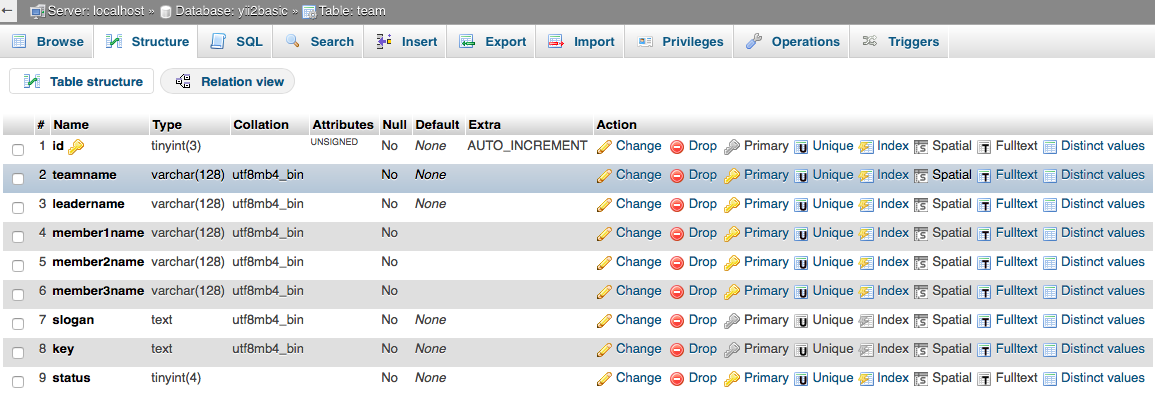 ← Server: localhost » Database: yii2basic » Table: team
Browse Structure SQL Search Insert Export Import Privileges Operations Triggers
Table structure Relation view
# Name Type Collation Attributes Null Default Extra Action
1 id tinyint(3) UNSIGNED No None AUTO_INCREMENT Change Drop Primary Unique Index Spatial Fulltext Distinct values
2 teamname varchar(128) utf8mb4_bin No None Change Drop Primary Unique Index Spatial Fulltext Distinct values
3 leadername varchar(128) utf8mb4_bin No None Change Drop Primary Unique Index Spatial Fulltext Distinct values
4 member1name varchar(128) utf8mb4_bin No Change Drop Primary Unique Index Spatial Fulltext Distinct values
5 member2name varchar(128) utf8mb4_bin No Change Drop Primary Unique Index Spatial Fulltext Distinct values
6 member3name varchar(128) utf8mb4_bin No Change Drop Primary Unique Index Spatial Fulltext Distinct values
7 slogan text utf8mb4_bin No None Change Drop Primary Unique Index Spatial Fulltext Distinct values
8 key text utf8mb4_bin No None Change Drop Primary Unique Index Spatial Fulltext Distinct values
9 status tinyint(4) No None Change Drop Primary Unique Index Spatial Fulltext Distinct values